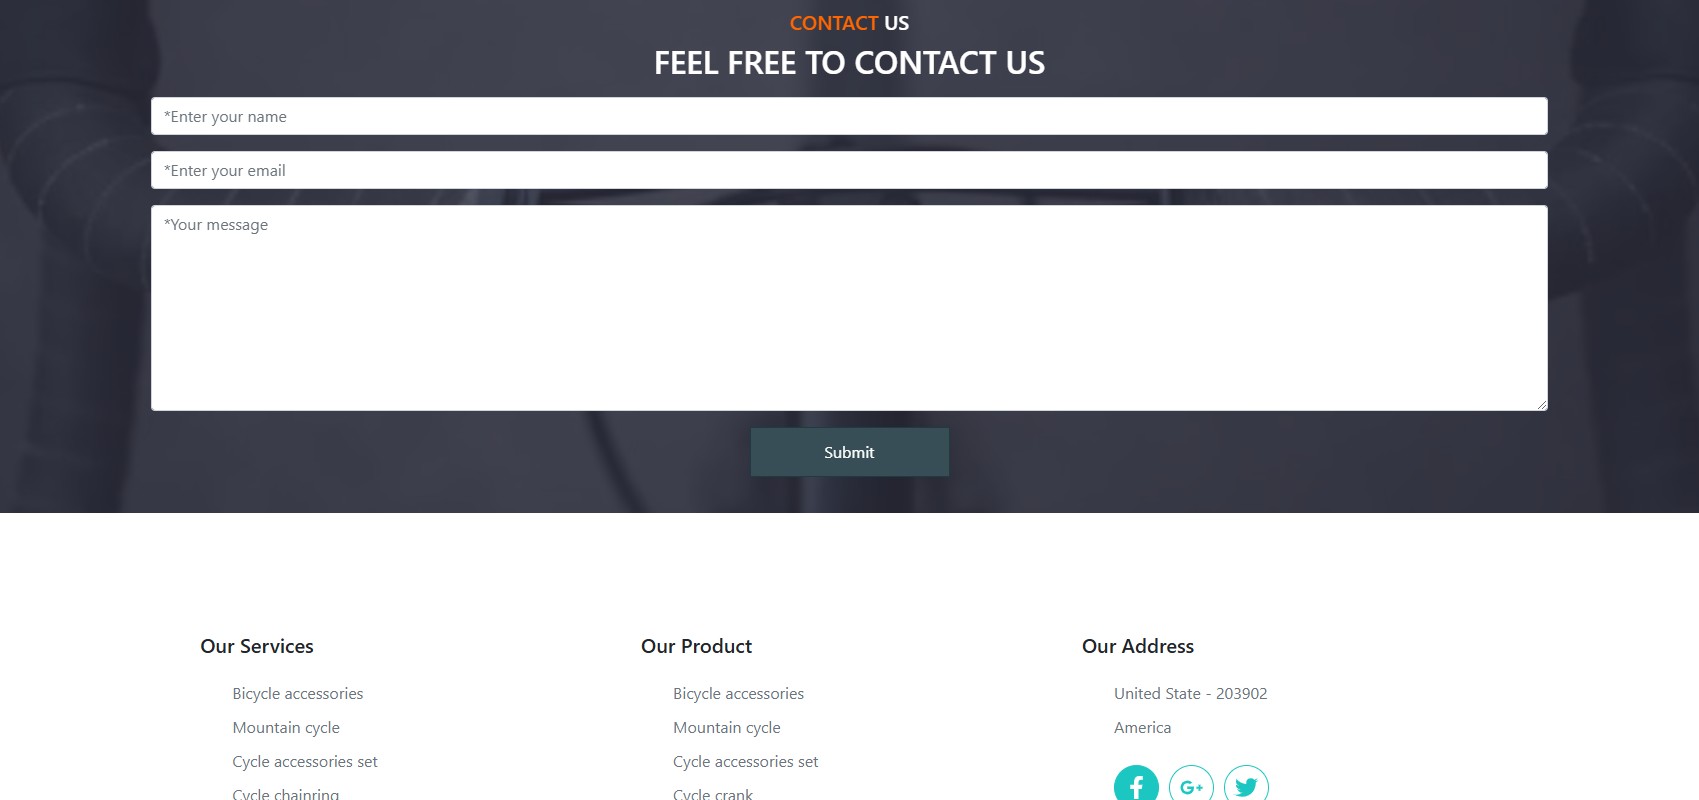 CONTACT US
FEEL FREE TO CONTACT US
*Enter your name
*Enter your email
*Your message
Submit
Our Services
Bicycle accessories
Mountain cycle
Cycle accessories set
Cycle chainring
Our Product
Bicycle accessories
Mountain cycle
Cycle accessories set
Cycle crank
Our Address
United State - 203902
America